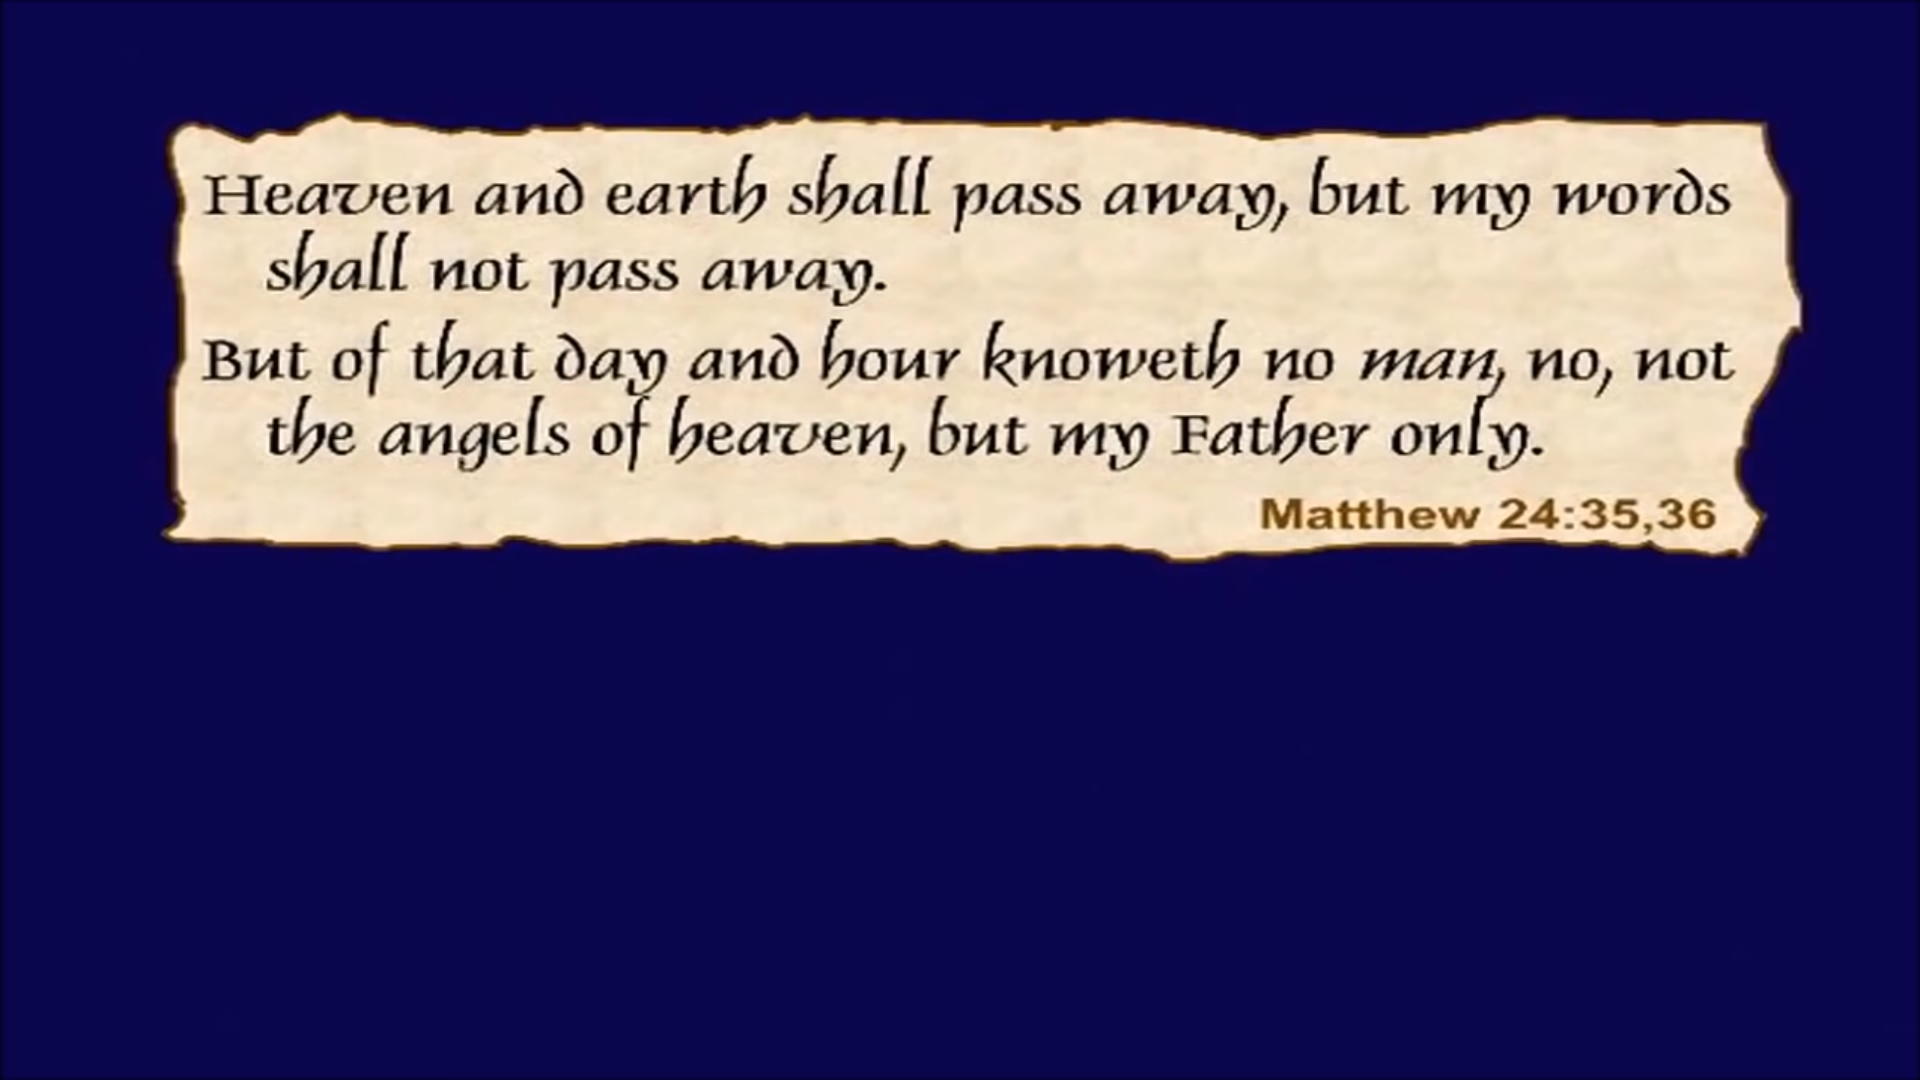 Heaven and earth shall pass away, but my words
shall not pass away.
But of that day and hour knoweth no man, no, not
the angels of heaven, but my Father only.
Matthew 24:35,36